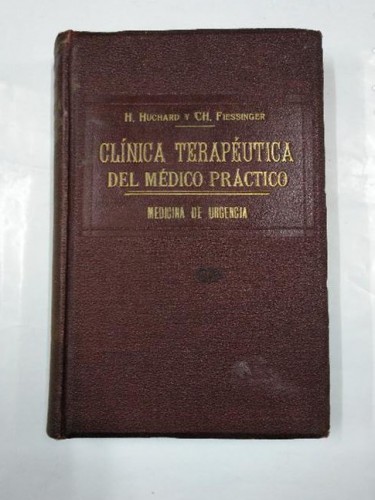 H. HUCHARD Y CH. FIESSINGER
CLÍNICA TERAPÉUTICA
DEL MÉDICO PRÁCTICO
MEDICINA DE URGENCIA